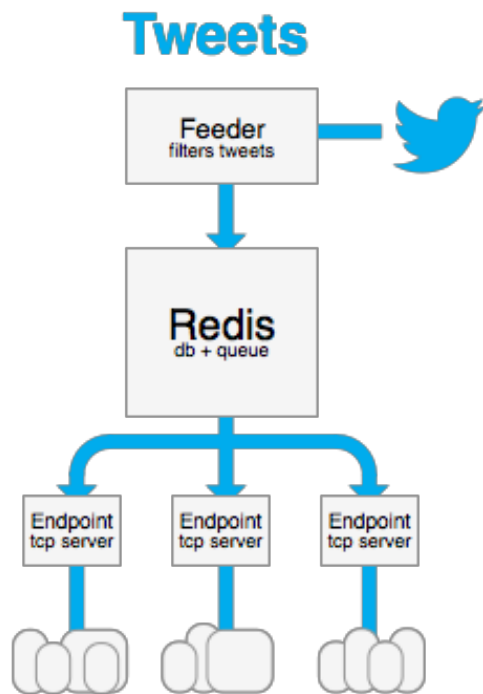 Tweets
Feeder
filters tweets
Redis
db + queue
Endpoint
tcp server
Endpoint
tcp server
Endpoint
tcp server